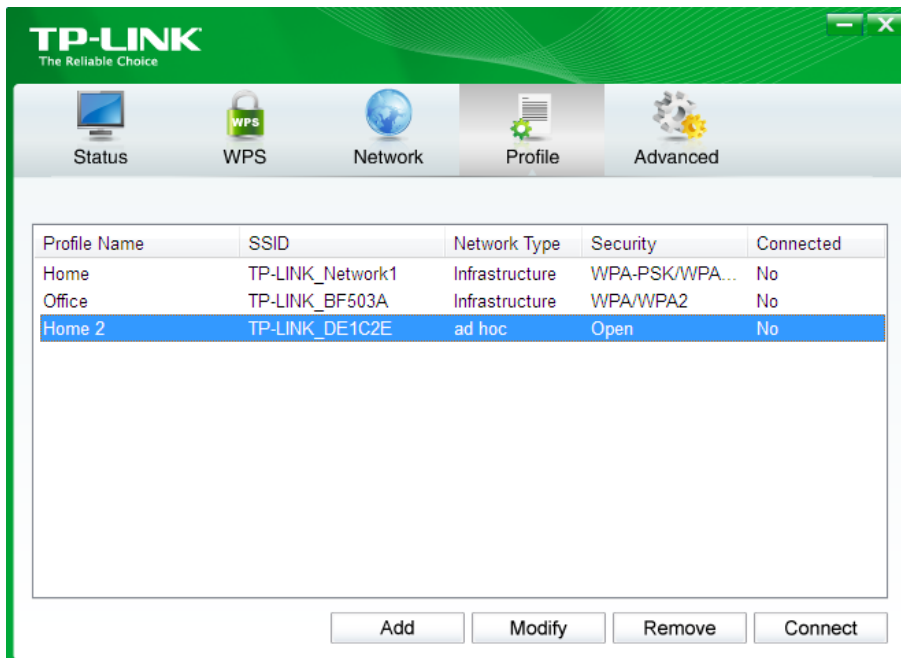 TP-LINK
The Reliable Choice
WPS
Status WPS Network Profile Advanced
Profile Name SSID Network Type Security Connected
Home TP-LINK_Network1 Infrastructure WPA-PSK/WPA... No
Office TP-LINK_BF503A Infrastructure WPA/WPA2 No
Home 2 TP-LINK_DE1C2E ad hoc Open No
Add Modify Remove Connect